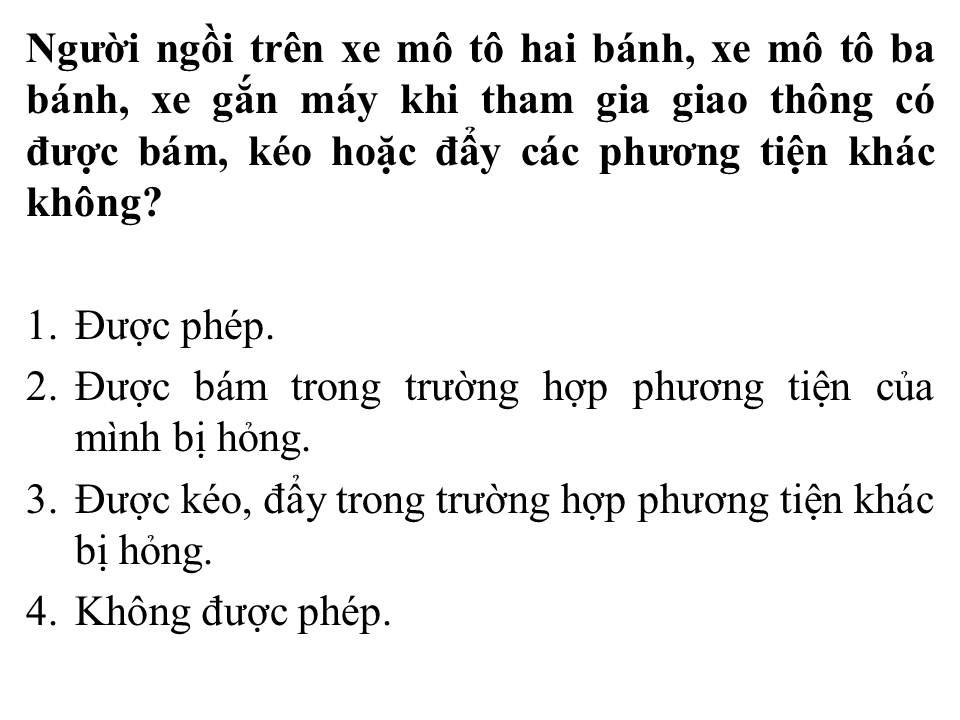 Người ngồi trên xe mô tô hai bánh, xe mô tô ba
bánh, xe gắn máy khi tham gia giao thông có
được bám, kéo hoặc đẩy các phương tiện khác
không?
1. Được phép.
2. Được bám trong trường hợp phương tiện của
mình bị hỏng.
3. Được kéo, đẩy trong trường hợp phương tiện khác
bị hỏng.
4. Không được phép.